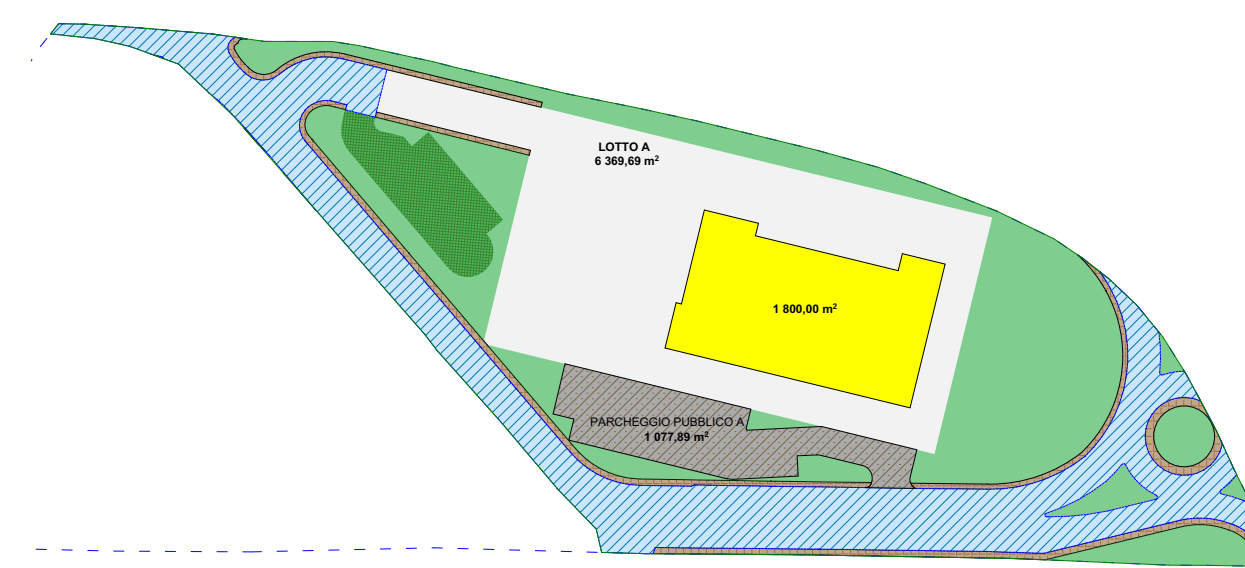 LOTTO A
6 369,69 m²
1 800,00 m²
PARCHEGGIO PUBBLICO A
1 077,89 m²